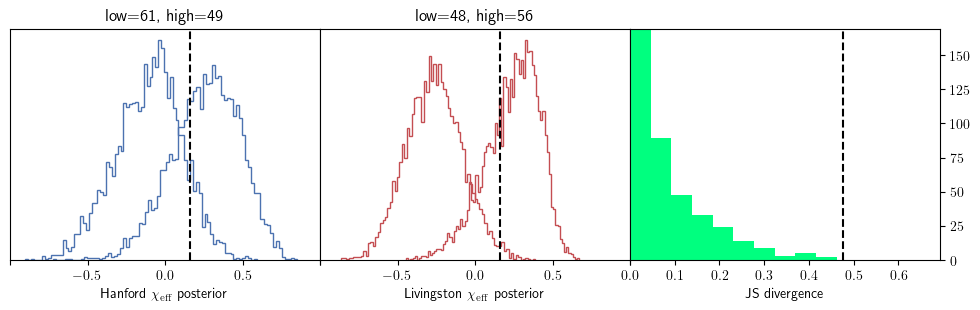 low=61, high=49
low=48, high=56
150
125
100
75
50
25
0
−0.5 0.0 0.5
−0.5 0.0 0.5
0.0 0.1 0.2 0.3 0.4 0.5 0.6
Hanford χeff posterior
Livingston χeff posterior
JS divergence